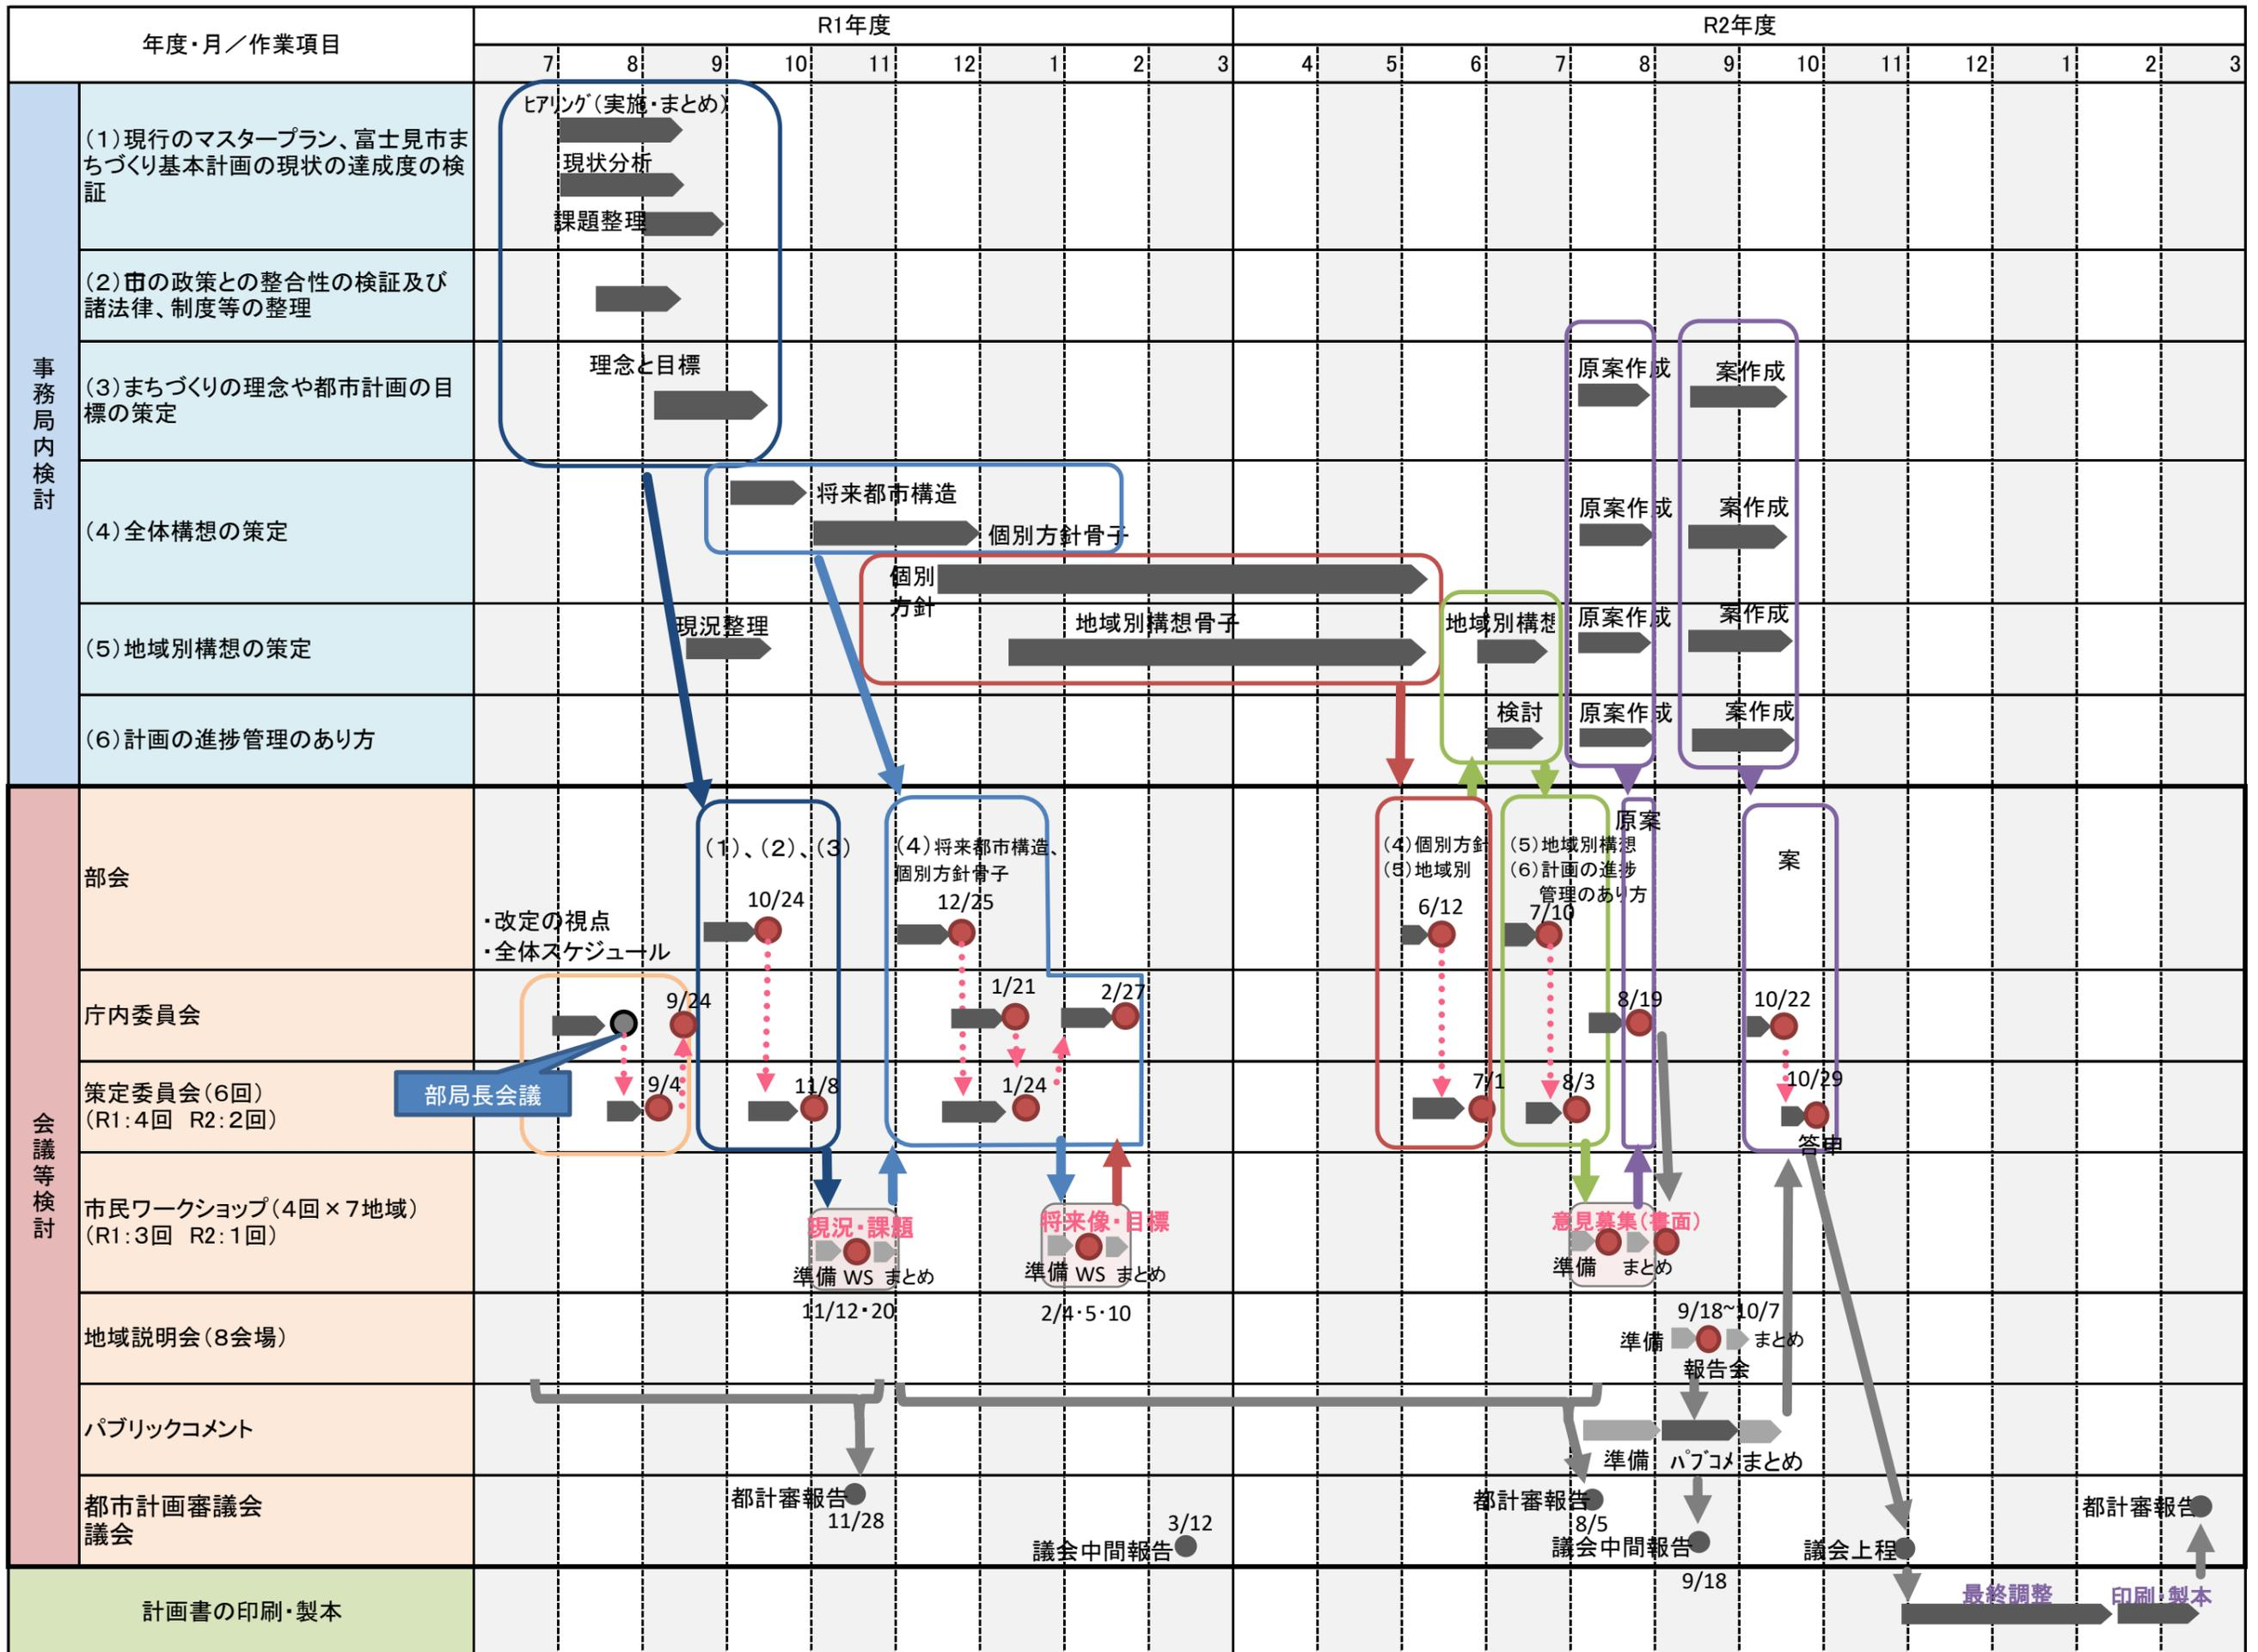 年度・月／作業項目
R1年度
R2年度
7 8 9 10 11 12 1 2 3 4 5 6 7 8 9 10 11 12 1 2 3
事務局内検討
(1)現行のマスタープラン、富士見市ま
ちづくり基本計画の現状の達成度の検
証
ﾋｱﾘﾝｸﾞ(実施・まとめ)
現状分析
課題整理
(2)市の政策との整合性の検証及び
諸法律、制度等の整理
(3)まちづくりの理念や都市計画の目
標の策定
理念と目標
原案作成
案作成
(4)全体構想の策定
将来都市構造
個別方針骨子
原案作成
案作成
個別
方針
(5)地域別構想の策定
現況整理
地域別構想骨子
地域別構想
原案作成
案作成
(6)計画の進捗管理のあり方
検討
原案作成
案作成
会議等検討
部会
・改定の視点
・全体スケジュール
(1)、(2)、(3)
10/24
(4)将来都市構造、
個別方針骨子
12/25
(4)個別方針
(5)地域別
6/12
(5)地域別構想
(6)計画の進捗
管理のあり方
7/10
原案
案
庁内委員会
9/24
1/21
2/27
8/19
10/22
部局長会議
策定委員会(6回)
(R1:4回 R2:2回)
9/4
11/8
1/24
7/1
8/3
10/29
答申
市民ワークショップ(4回×7地域)
(R1:3回 R2:1回)
現況・課題
準備 WS まとめ
11/12・20
将来像・目標
準備 WS まとめ
2/4・5・10
意見募集(書面)
準備 まとめ
地域説明会(8会場)
9/18~10/7
準備 まとめ
報告会
パブリックコメント
準備 ﾊﾟﾌﾞｺﾒ まとめ
都市計画審議会
議会
都計審報告
11/28
3/12
議会中間報告
都計審報告
8/5
議会中間報告
9/18
議会上程
都計審報告
計画書の印刷・製本
最終調整
印刷・製本